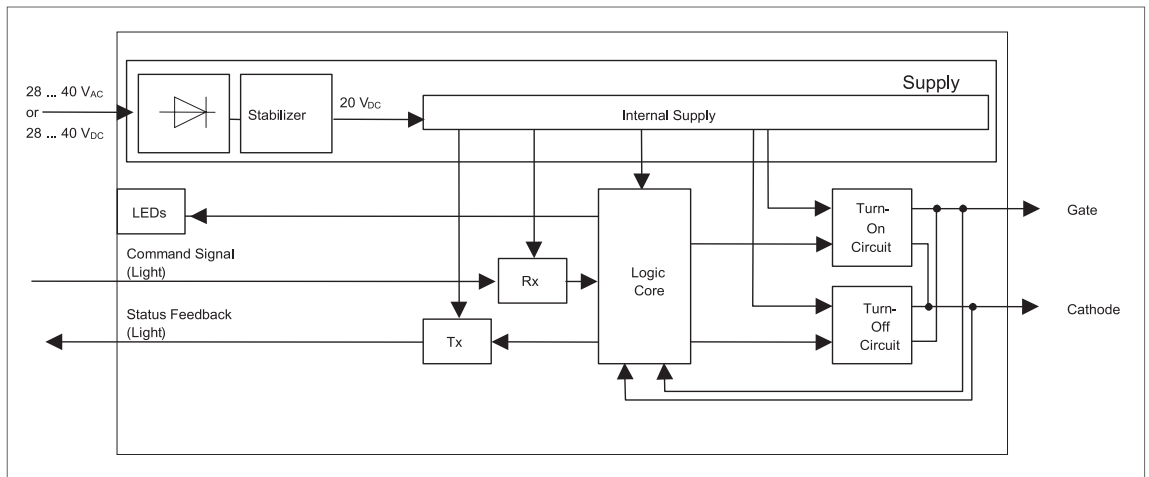 Supply
28 ... 40 VAC
or
28 ... 40 VDC
Stabilizer
20 VDC
Internal Supply
LEDs
Turn-
On
Circuit
Gate
Command Signal
(Light)
Rx
Logic
Core
Status Feedback
(Light)
Tx
Turn-
Off
Circuit
Cathode